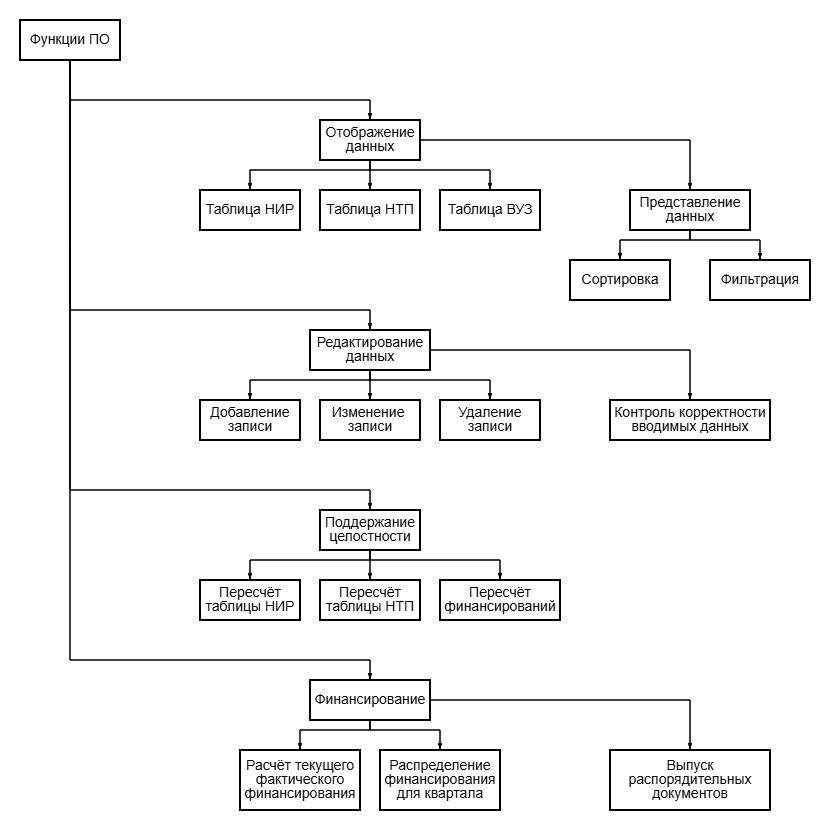 Функции ПО
Отображение
данных
Таблица НИР
Таблица НТП
Таблица ВУЗ
Представление
данных
Сортировка
Фильтрация
Редактирование
данных
Добавление
записи
Изменение
записи
Удаление
записи
Контроль корректности
вводимых данных
Поддержание
целостности
Пересчёт
таблицы НИР
Пересчёт
таблицы НТП
Пересчёт
финансирований
Финансирование
Расчёт текущего
фактического
финансирования
Распределение
финансирования
для квартала
Выпуск
распорядительных
документов